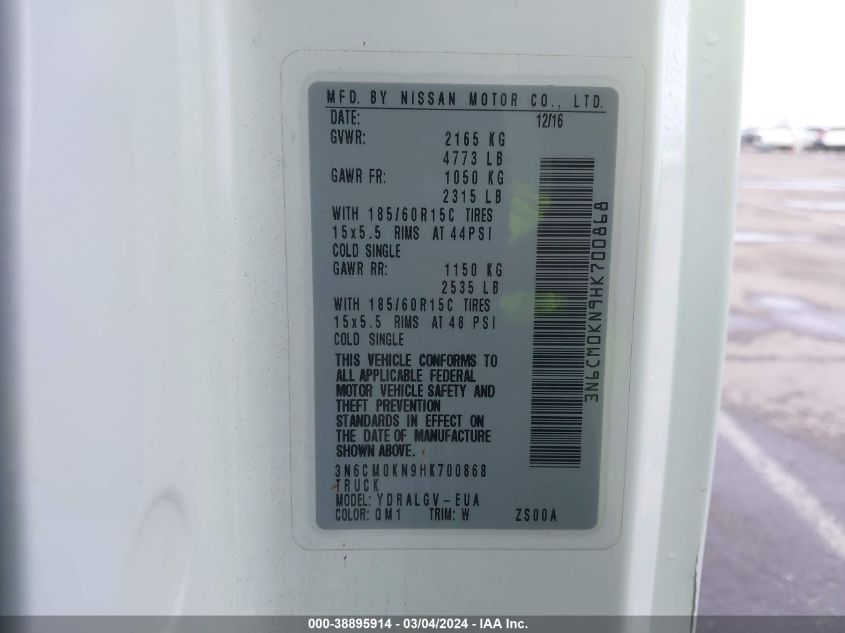 MFD. BY NISSAN MOTOR CO., LTD.
DATE: 12/16
GVWR: 2165 KG
4773 LB
GAWR FR: 1050 KG
2315 LB
WITH 185/60R15C TIRES
15x5.5 RIMS AT 44PSI
COLD SINGLE
GAWR RR: 1150 KG
2535 LB
WITH 185/60R15C TIRES
15x5.5 RIMS AT 48 PSI
COLD SINGLE
THIS VEHICLE CONFORMS TO
ALL APPLICABLE FEDERAL
MOTOR VEHICLE SAFETY AND
THEFT PREVENTION
STANDARDS IN EFFECT ON
THE DATE OF MANUFACTURE
SHOWN ABOVE.
3N6CM0KN9HK700868
TRUCK
MODEL: YDRALGV-EUA
COLOR: QM1 TRIM: W ZS00A
3N6CM0KN9HK700868
000-38895914 - 03/04/2024 - IAA Inc.